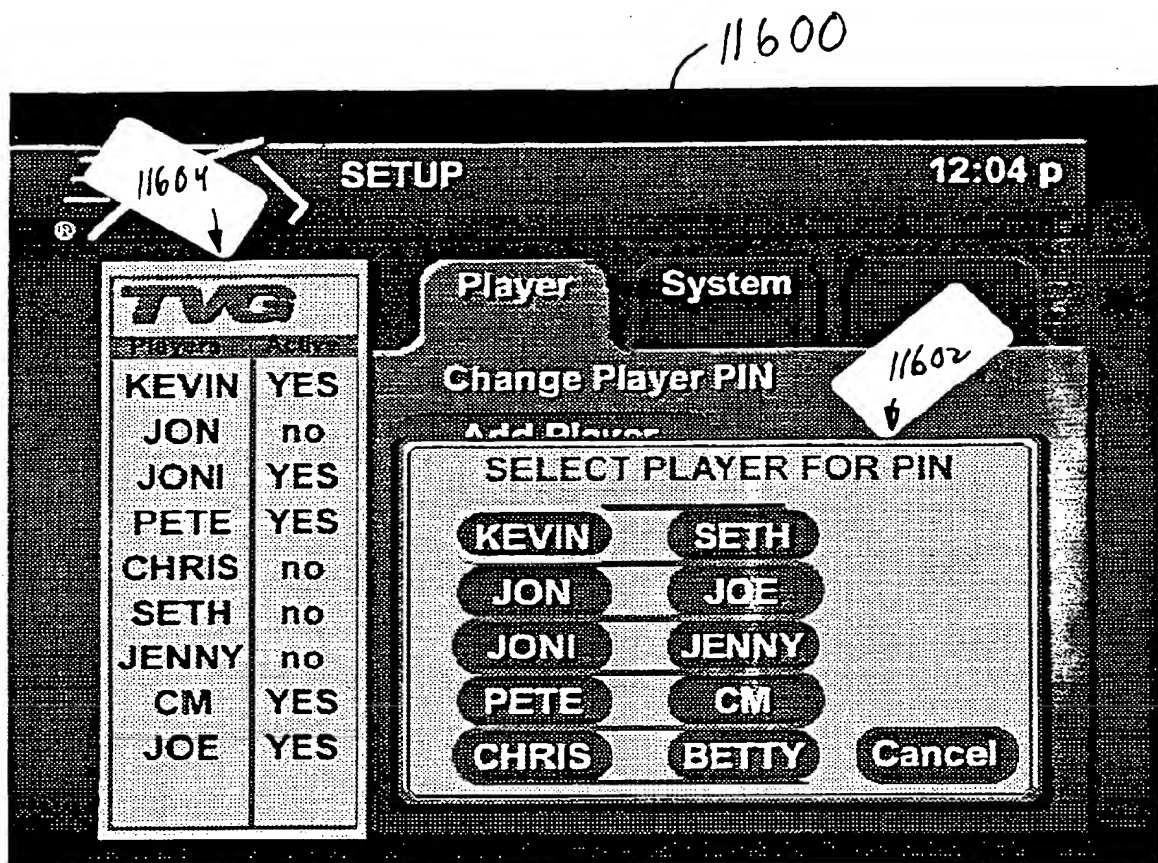 11600
11604
SETUP
12:04 p
®
TVG
Players Active
KEVIN YES
JON no
JONI YES
PETE YES
CHRIS no
SETH no
JENNY no
CM YES
JOE YES
Player
System
11602
Change Player PIN
Add Player
SELECT PLAYER FOR PIN
KEVIN SETH
JON JOE
JONI JENNY
PETE CM
CHRIS BETTY
Cancel